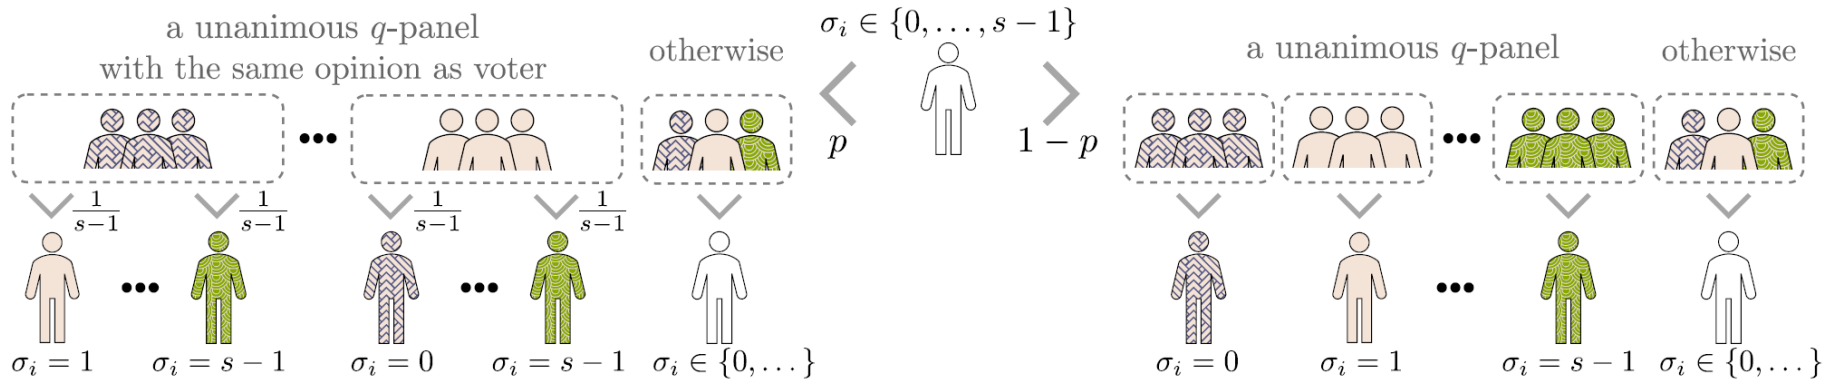 σ_i ∈ {0, . . . , s − 1}
a unanimous q-panel
with the same opinion as voter
otherwise
p
1 − p
a unanimous q-panel
otherwise
1/(s−1) 1/(s−1) 1/(s−1) 1/(s−1)
σ_i = 1 σ_i = s − 1 σ_i = 0 σ_i = s − 1 σ_i ∈ {0, . . . } σ_i = 0 σ_i = 1 σ_i = s − 1 σ_i ∈ {0, . . . }